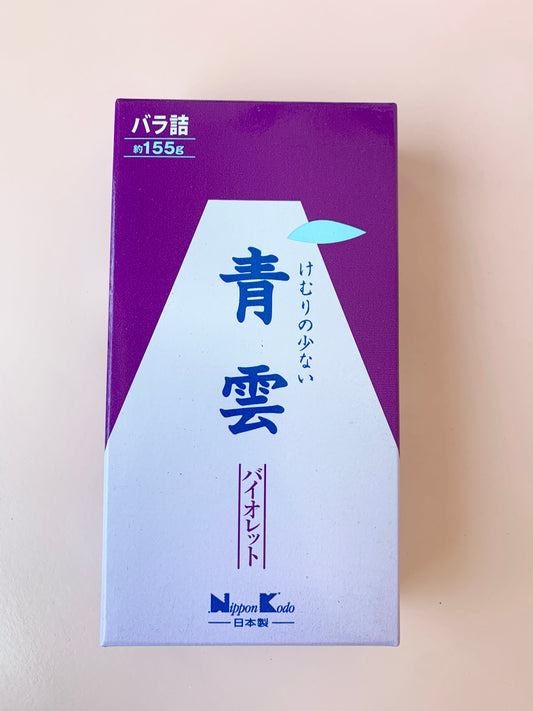 バラ詰
約155g
けむりの少ない
青雲
バイオレット
Nippon Kodo
日本製